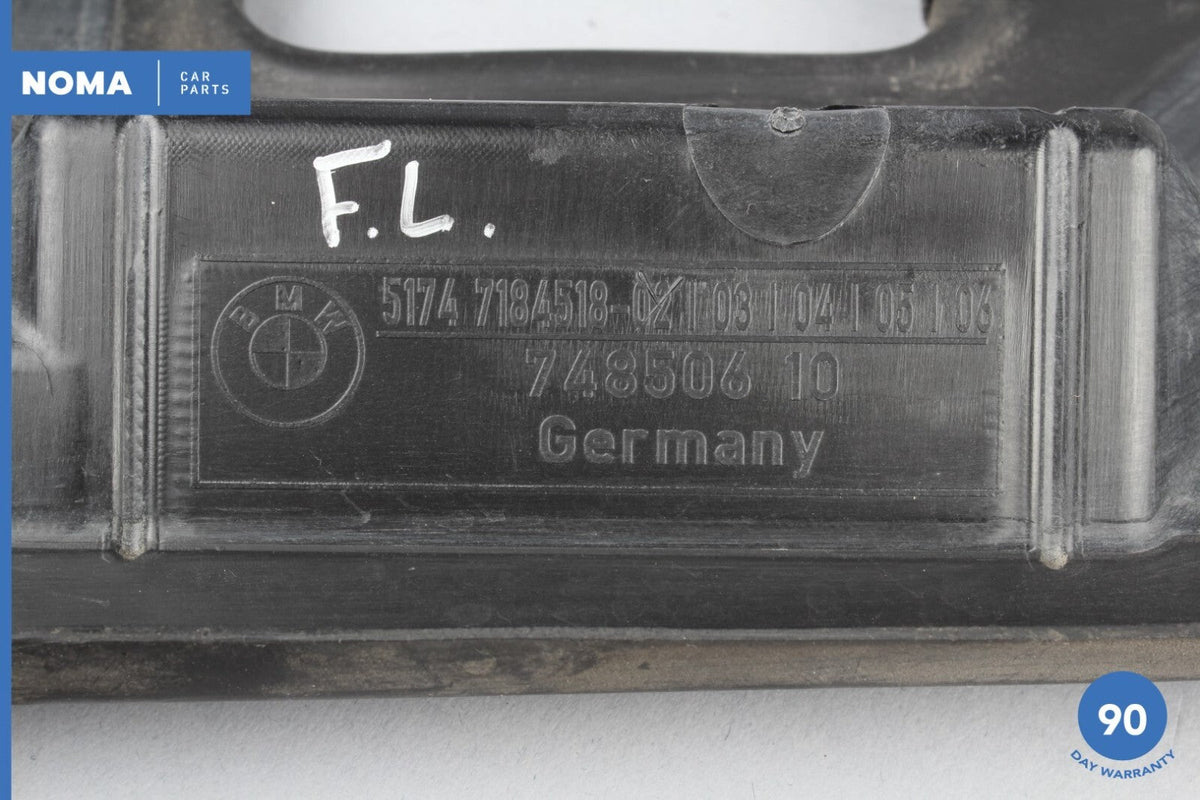 NOMA
CAR
PARTS
F.L.
BMW
5174 7184518-02 | 03 | 04 | 05 | 06
748506 10
Germany
90
DAY WARRANTY